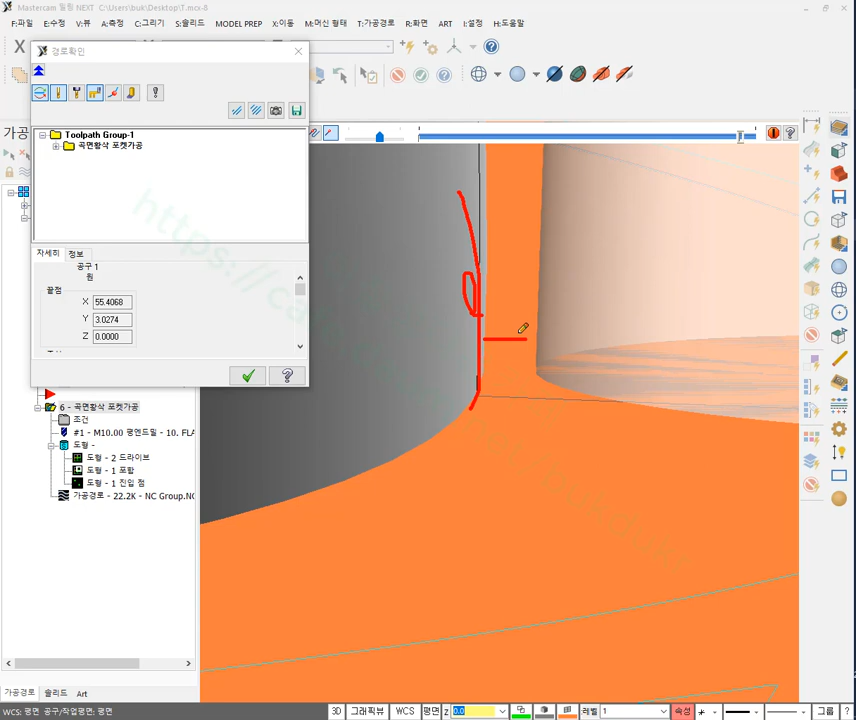 Mastercam 밀링 NEXT C:\Users\buk\Desktop\T.mcx-8
F:파일 E:수정 V:뷰 A:측정 C:그리기 S:솔리드 MODEL PREP X:이동 M:머신 형태 T:가공경로 R:화면 ART I:설정 H:도움말
경로확인
Toolpath Group-1
곡면황삭 포켓가공
자세히 정보
공구 1
원
끝점
X 55.4068
Y 3.0274
Z 0.0000
6 - 곡면황삭 포켓가공
조건
#1 - M10.00 평엔드밀 - 10. FLA
도형 -
도형 - 2 드라이브
도형 - 1 포함
도형 - 1 진입 점
가공경로 - 22.2K - NC Group.NC
가공경로 솔리드 Art
WCS: 평면 공구/작업평면: 평면
3D 그래픽뷰 WCS 평면 Z 0.0 레벨 1 속성 그룹 ?